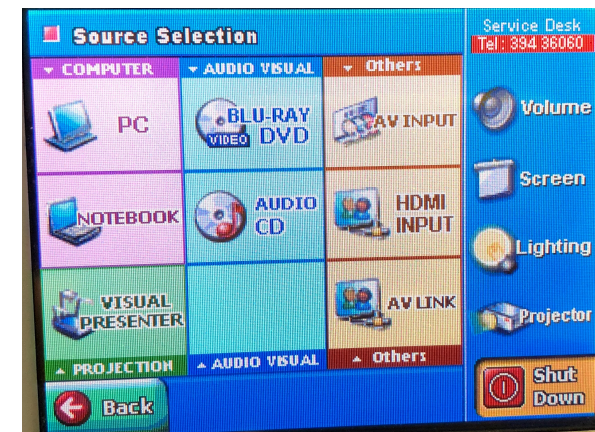 Source Selection
Service Desk
Tel : 394 36060
COMPUTER
AUDIO VISUAL
Others
PC
BLU-RAY
VIDEO DVD
AV INPUT
Volume
NOTEBOOK
AUDIO
CD
HDMI
INPUT
Screen
Lighting
VISUAL
PRESENTER
AV LINK
Projector
PROJECTION
AUDIO VISUAL
Others
Back
Shut
Down